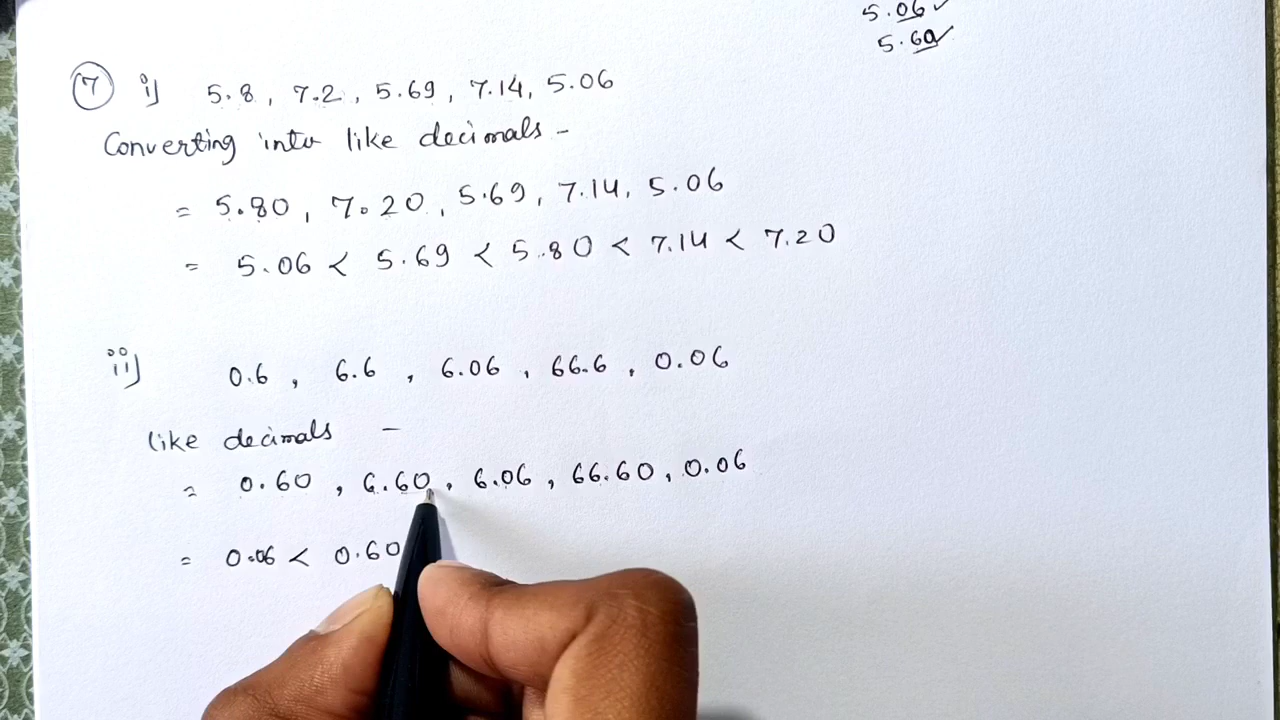 5.06 ✓
5.60 ✓
7 i) 5.8, 7.2, 5.69, 7.14, 5.06
Converting into like decimals -
= 5.80, 7.20, 5.69, 7.14, 5.06
= 5.06 < 5.69 < 5.80 < 7.14 < 7.20
ii) 0.6, 6.6, 6.06, 66.6, 0.06
like decimals -
= 0.60, 6.60, 6.06, 66.60, 0.06
= 0.06 < 0.60